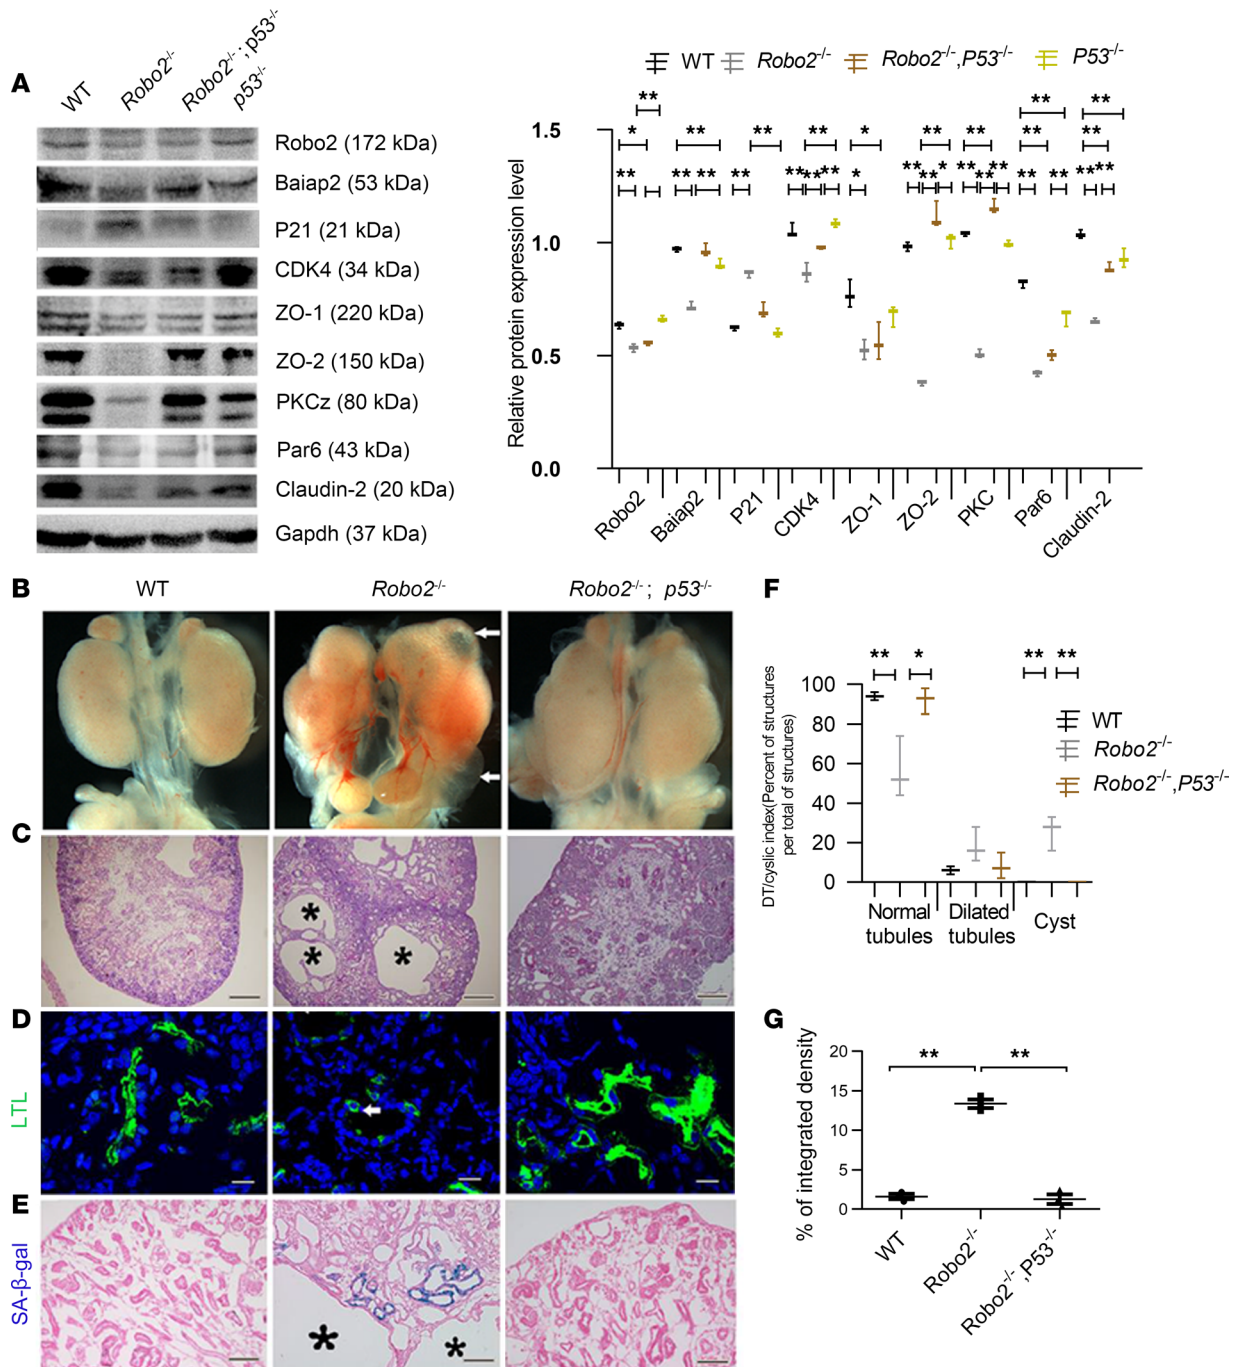 A
WT
Robo2-/-
Robo2-/-; p53-/-
p53-/-
Robo2 (172 kDa)
Baiap2 (53 kDa)
P21 (21 kDa)
CDK4 (34 kDa)
ZO-1 (220 kDa)
ZO-2 (150 kDa)
PKCz (80 kDa)
Par6 (43 kDa)
Claudin-2 (20 kDa)
Gapdh (37 kDa)
WT Robo2-/- Robo2-/-,P53-/- P53-/-
Relative protein expression level
1.5
1.0
0.5
0.0
** ** **
* ** ** ** * ** ** ** **
** ** ** ** ** ** ** * ** ** * ** ** ** ** ** ** **
Robo2
Baiap2
P21
CDK4
ZO-1
ZO-2
PKC
Par6
Claudin-2
B
WT
Robo2-/-
Robo2-/-; p53-/-
C
* * *
D
LTL
E
SA-β-gal
* *
F
DT/cyslic index(Percent of structures
per total of structures)
100
80
60
40
20
0
** * ** **
WT
Robo2-/-
Robo2-/-,P53-/-
Normal
tubules
Dilated
tubules
Cyst
G
% of integrated density
20
15
10
5
0
** **
WT
Robo2-/-
Robo2-/-,P53-/-